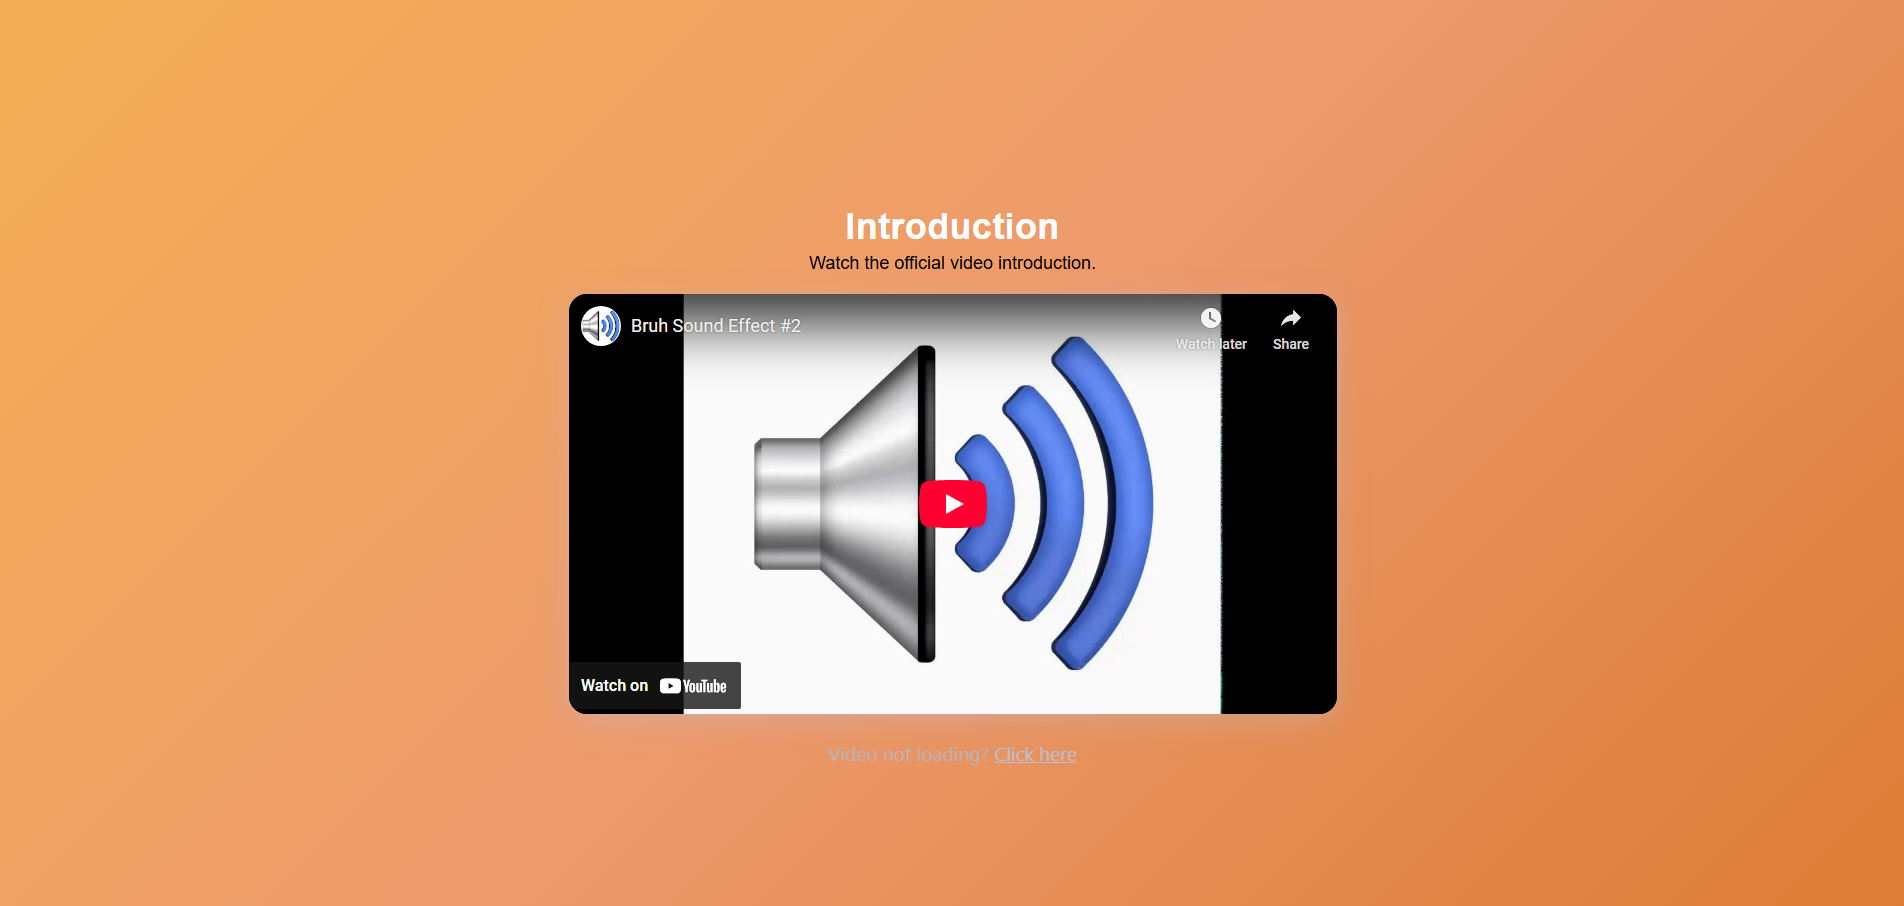 Introduction
Watch the official video introduction.
Bruh Sound Effect #2
Watch later
Share
Watch on YouTube
Video not loading? Click here